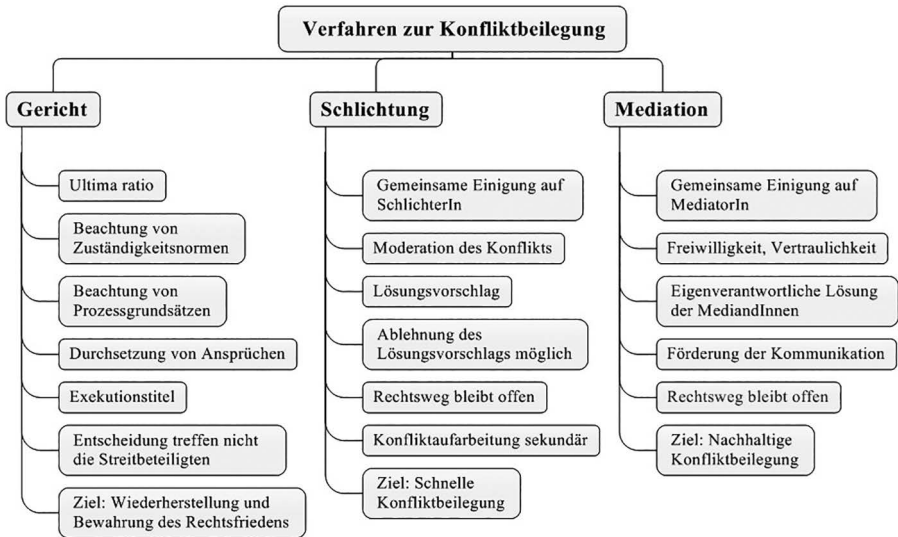 Verfahren zur Konfliktbeilegung
Gericht
Ultima ratio
Beachtung von
Zuständigkeitsnormen
Beachtung von
Prozessgrundsätzen
Durchsetzung von Ansprüchen
Exekutionstitel
Entscheidung treffen nicht
die Streitbeteiligten
Ziel: Wiederherstellung und
Bewahrung des Rechtsfriedens
Schlichtung
Gemeinsame Einigung auf
SchlichterIn
Moderation des Konflikts
Lösungsvorschlag
Ablehnung des
Lösungsvorschlags möglich
Rechtsweg bleibt offen
Konfliktaufarbeitung sekundär
Ziel: Schnelle
Konfliktbeilegung
Mediation
Gemeinsame Einigung auf
MediatorIn
Freiwilligkeit, Vertraulichkeit
Eigenverantwortliche Lösung
der MediandInnen
Förderung der Kommunikation
Rechtsweg bleibt offen
Ziel: Nachhaltige
Konfliktbeilegung